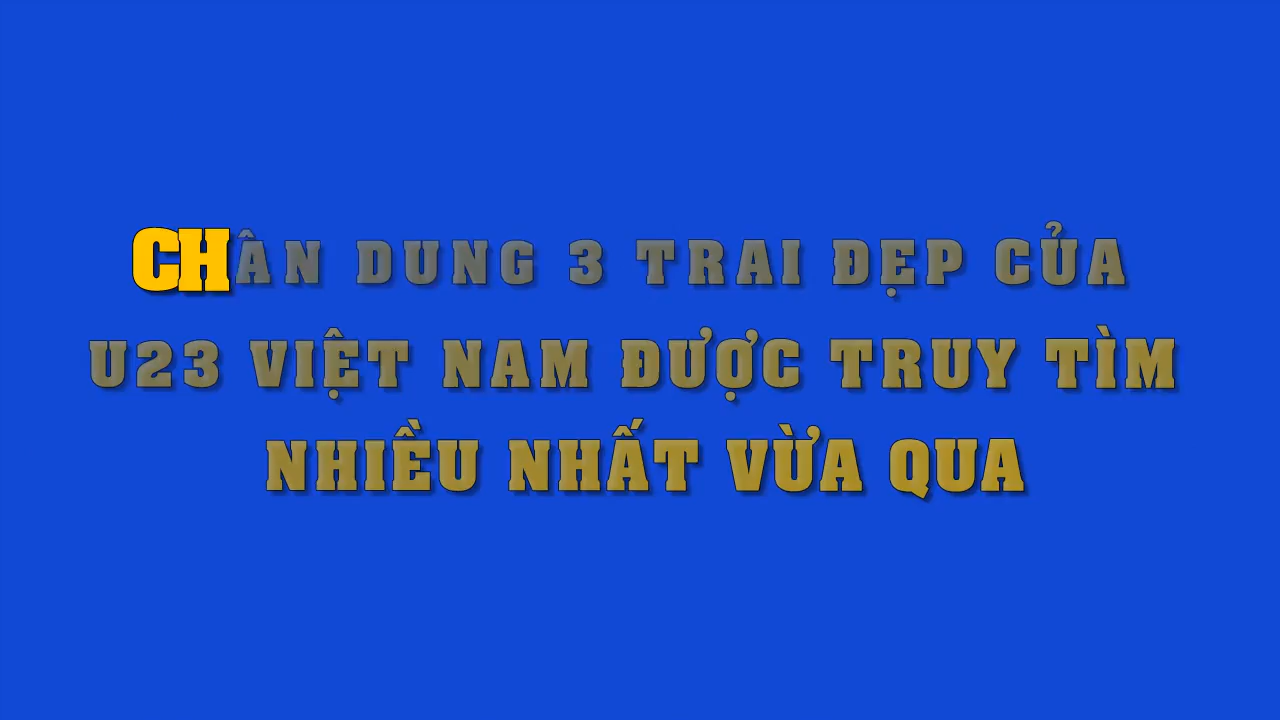 CHÂN DUNG 3 TRAI ĐẸP CỦA
U23 VIỆT NAM ĐƯỢC TRUY TÌM
NHIỀU NHẤT VỪA QUA